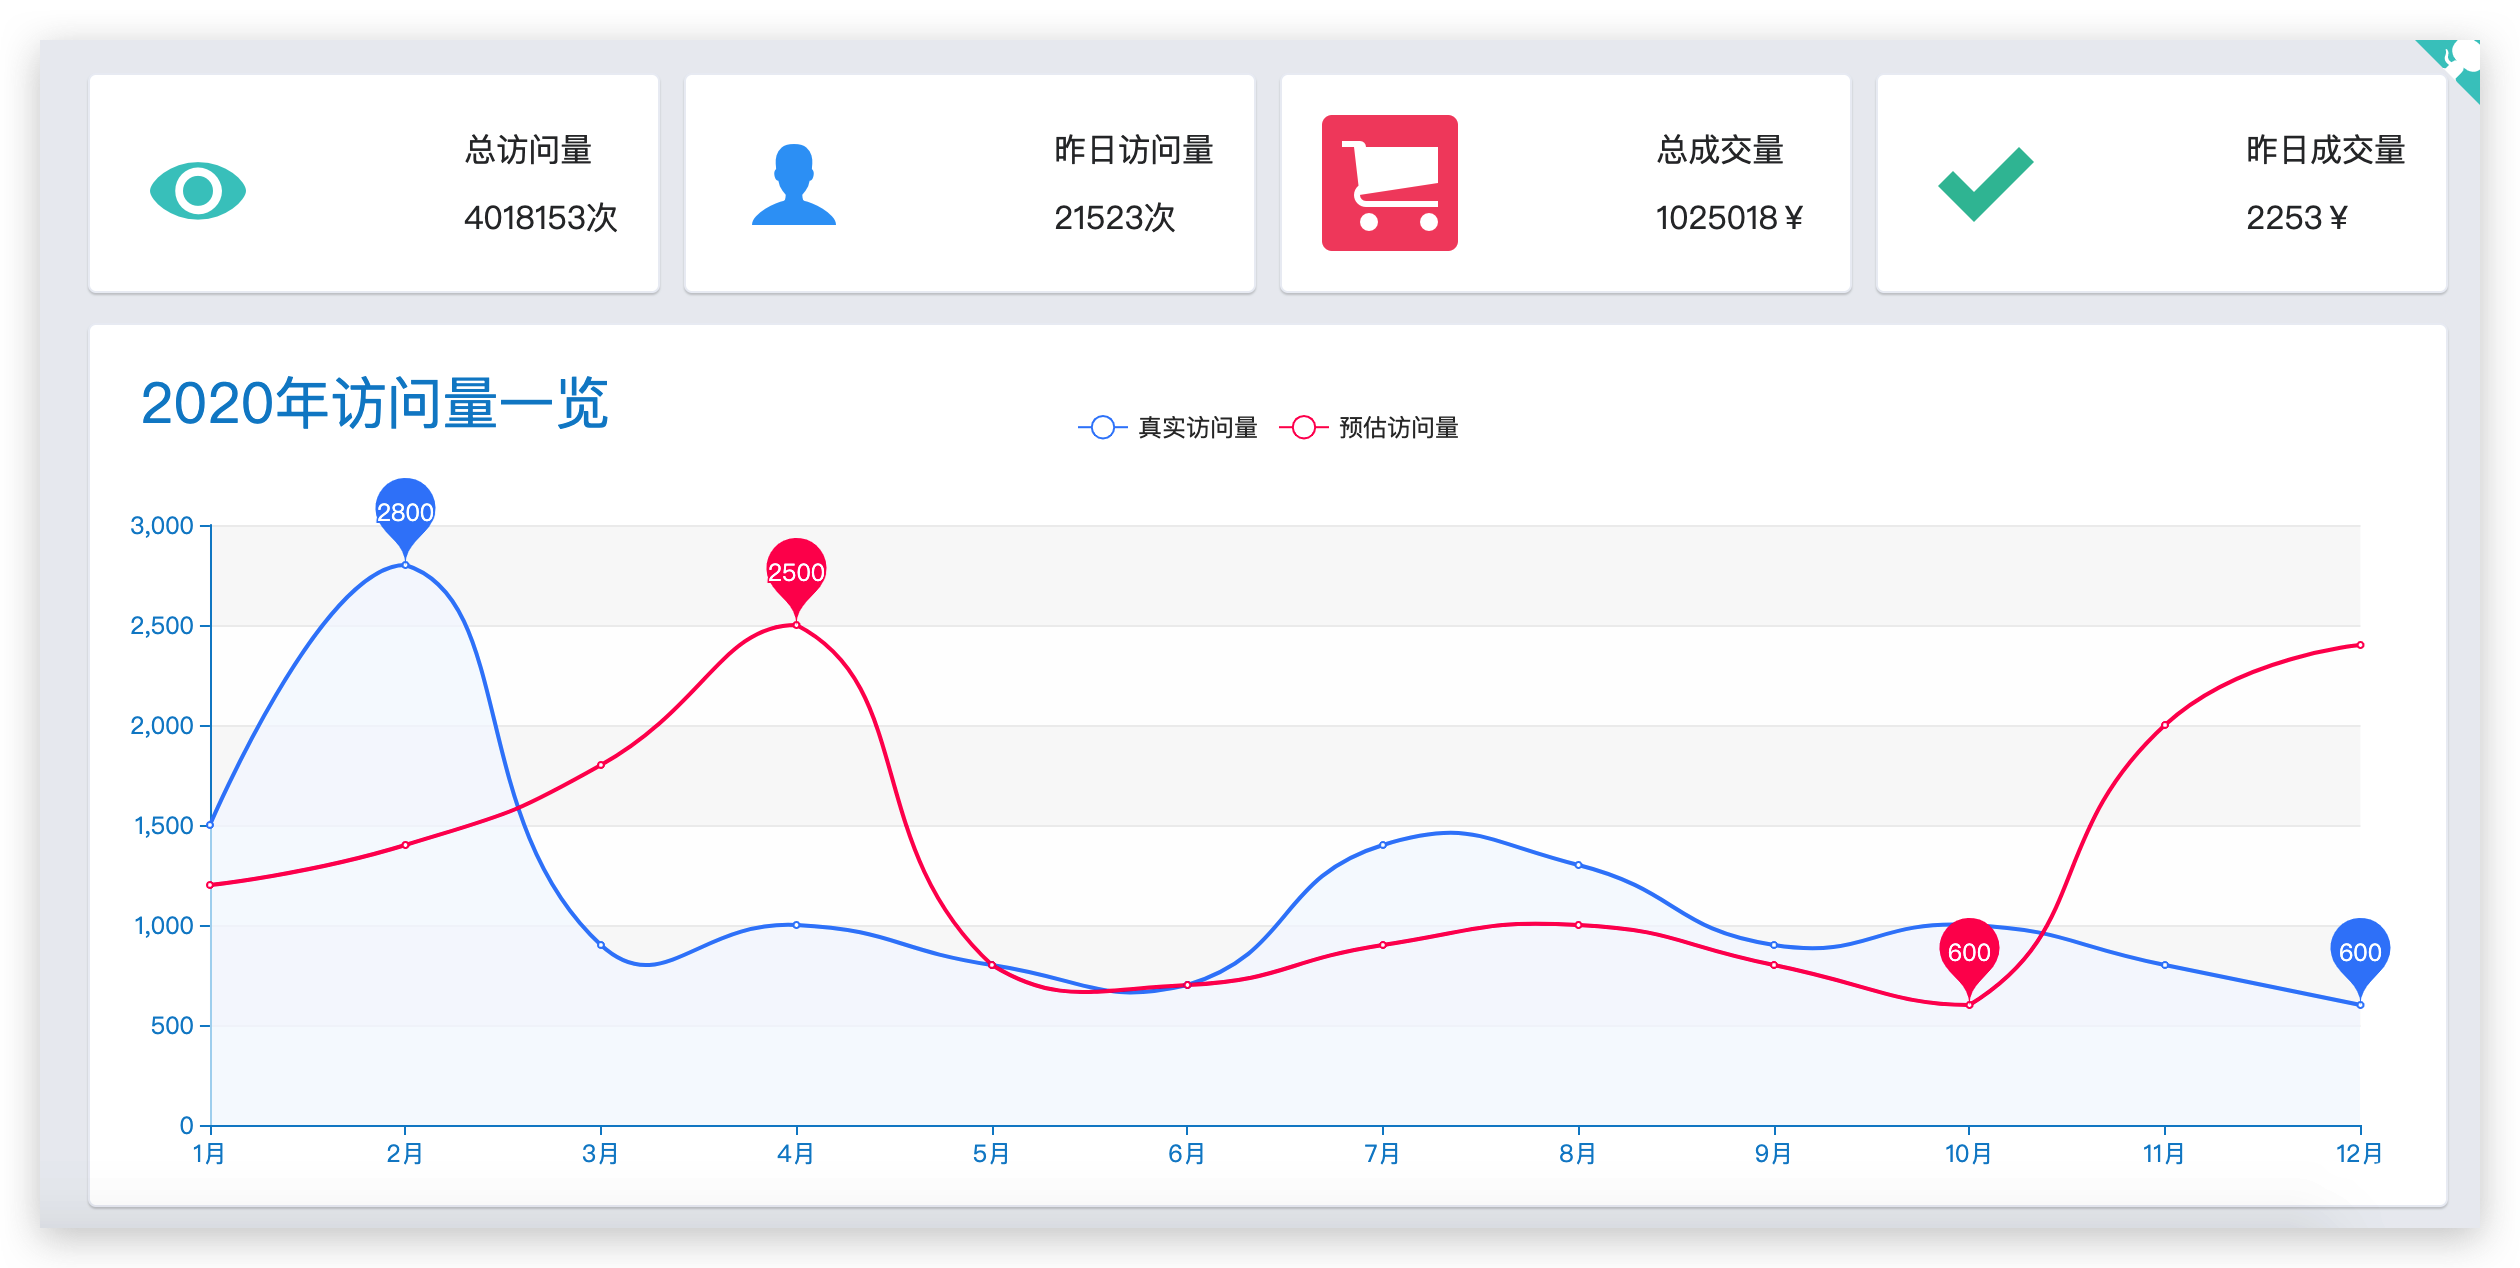 总访问量
4018153次
昨日访问量
21523次
总成交量
1025018￥
昨日成交量
2253￥
2020年访问量一览
真实访问量 预估访问量
2800
3,000
2500
2,500
2,000
1,500
1,000
600 600
500
0
1月 2月 3月 4月 5月 6月 7月 8月 9月 10月 11月 12月